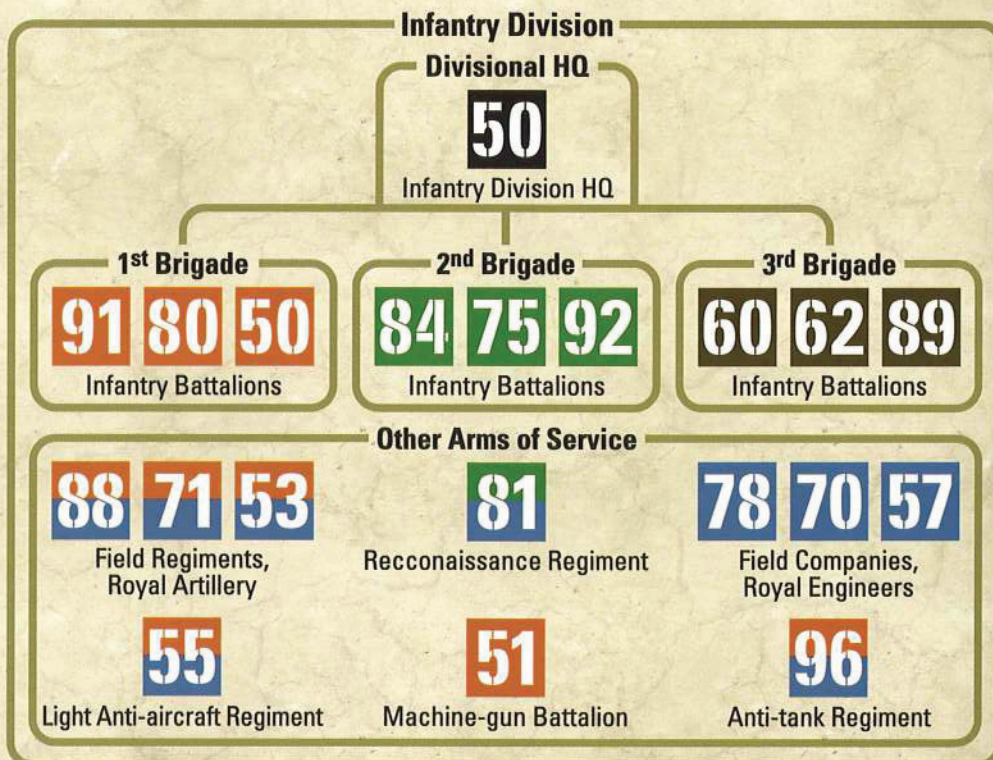 Infantry Division
Divisional HQ
50
Infantry Division HQ
1st Brigade
91 80 50
Infantry Battalions
2nd Brigade
84 75 92
Infantry Battalions
3rd Brigade
60 62 89
Infantry Battalions
Other Arms of Service
88 71 53
Field Regiments,
Royal Artillery
81
Recconaissance Regiment
78 70 57
Field Companies,
Royal Engineers
55
Light Anti-aircraft Regiment
51
Machine-gun Battalion
96
Anti-tank Regiment